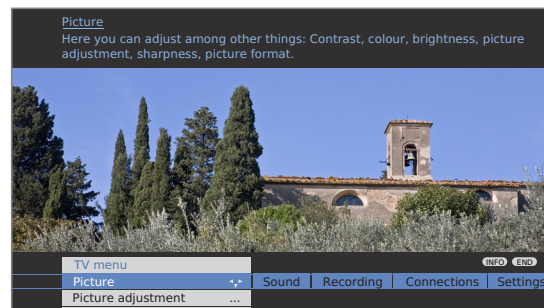 Picture
Here you can adjust among other things: Contrast, colour, brightness, picture
adjustment, sharpness, picture format.
TV menu
INFO END
Picture Sound Recording Connections Settings
Picture adjustment ...